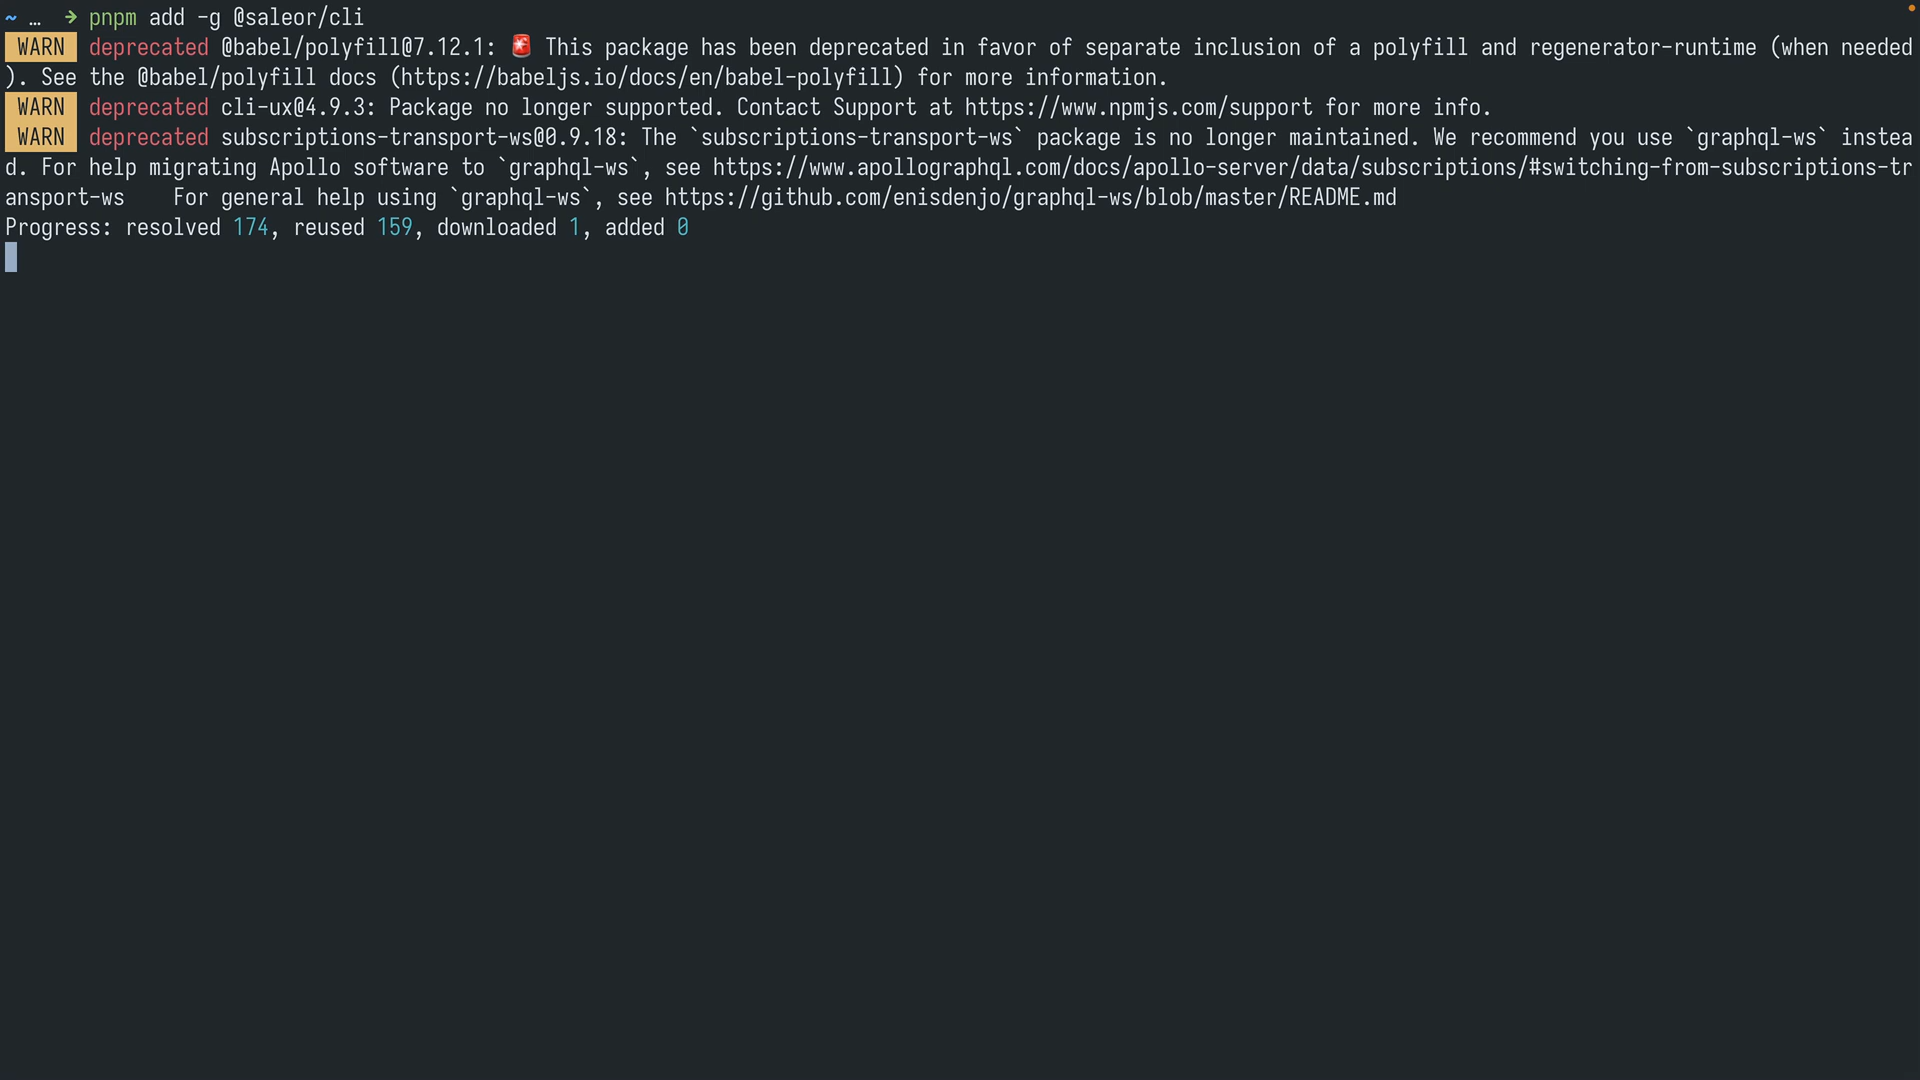 ~ … → pnpm add -g @saleor/cli
WARN deprecated @babel/polyfill@7.12.1: 🚨 This package has been deprecated in favor of separate inclusion of a polyfill and regenerator-runtime (when needed
). See the @babel/polyfill docs (https://babeljs.io/docs/en/babel-polyfill) for more information.
WARN deprecated cli-ux@4.9.3: Package no longer supported. Contact Support at https://www.npmjs.com/support for more info.
WARN deprecated subscriptions-transport-ws@0.9.18: The `subscriptions-transport-ws` package is no longer maintained. We recommend you use `graphql-ws` instea
d. For help migrating Apollo software to `graphql-ws`, see https://www.apollographql.com/docs/apollo-server/data/subscriptions/#switching-from-subscriptions-tr
ansport-ws    For general help using `graphql-ws`, see https://github.com/enisdenjo/graphql-ws/blob/master/README.md
Progress: resolved 174, reused 159, downloaded 1, added 0